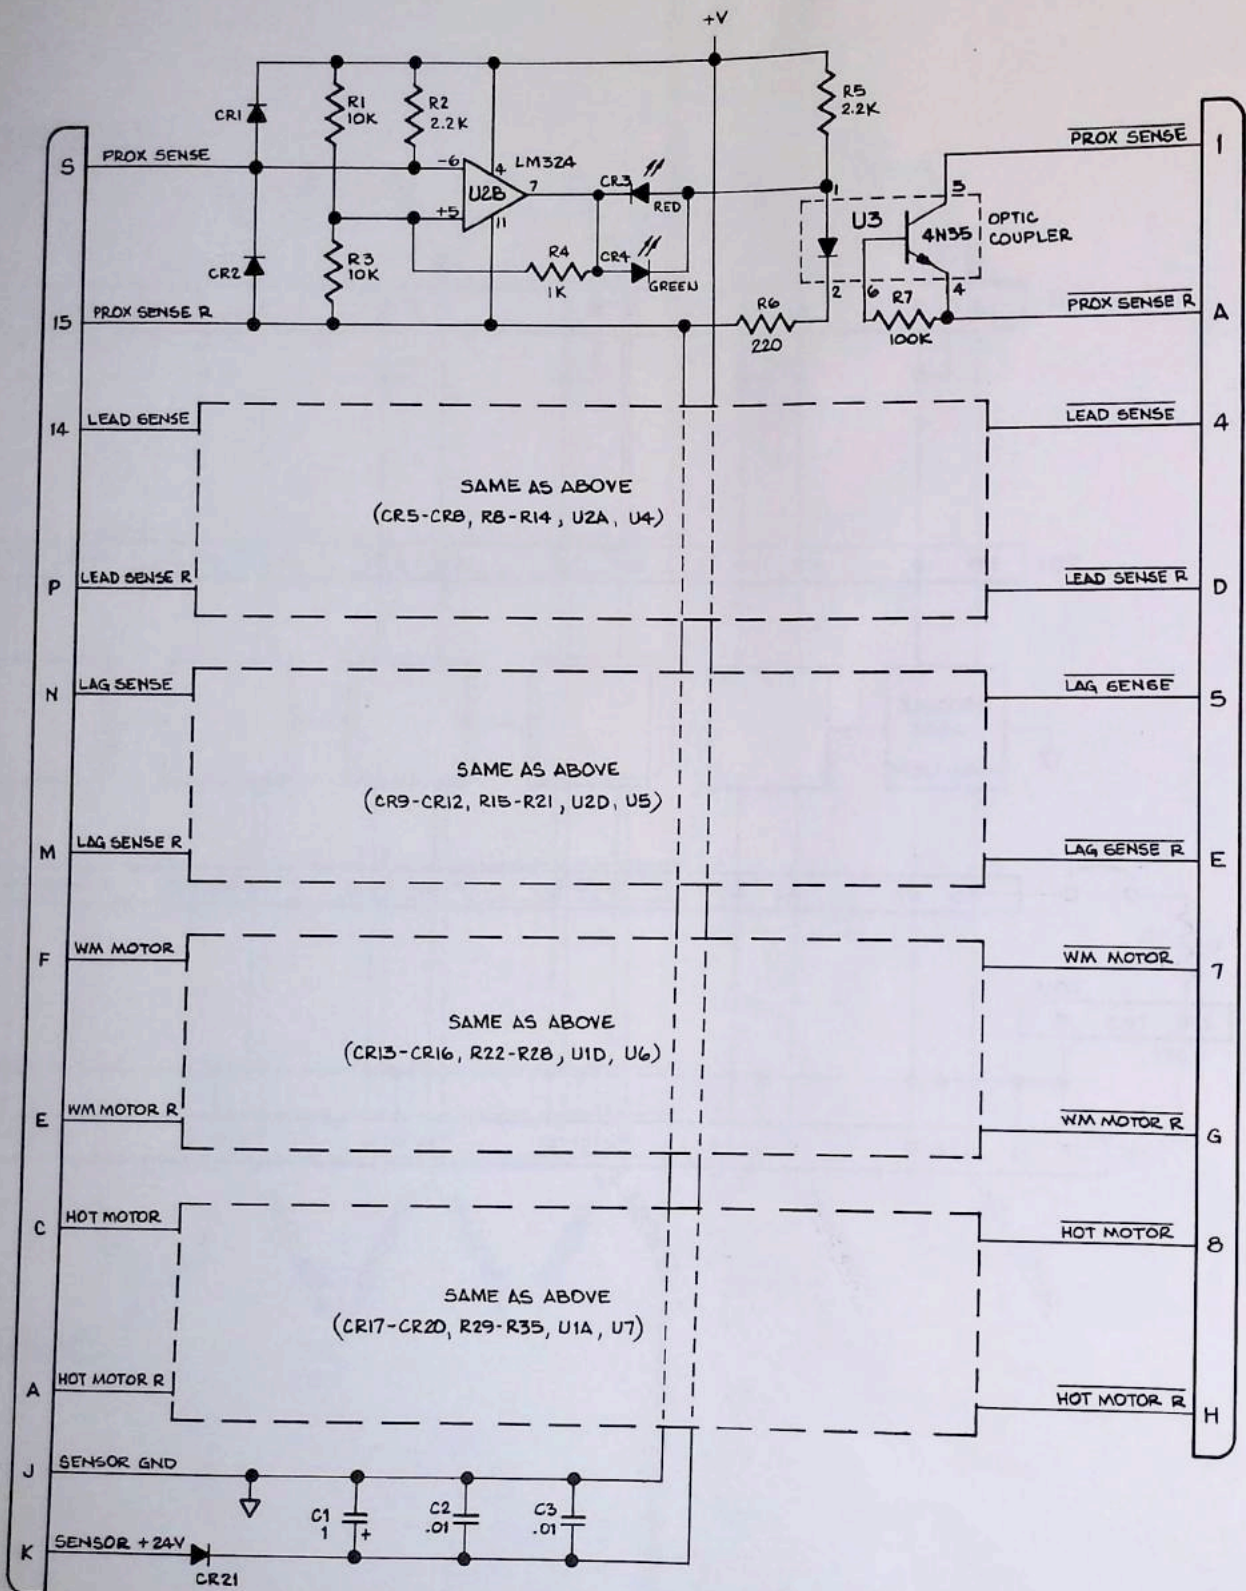 +V
R1
10K
R2
2.2K
R5
2.2K
CR1
PROX SENSE
1
S
PROX SENSE
-6
4
LM324
U2B
7
CR3
RED
1
5
U3
4N35
OPTIC
COUPLER
+5
11
R3
10K
CR2
R4
1K
CR4
GREEN
2
6
4
R7
100K
R6
220
PROX SENSE R
A
15
PROX SENSE R
14
LEAD SENSE
LEAD SENSE
4
SAME AS ABOVE
(CR5-CR8, R8-R14, U2A, U4)
P
LEAD SENSE R
LEAD SENSE R
D
N
LAG SENSE
LAG SENSE
5
SAME AS ABOVE
(CR9-CR12, R15-R21, U2D, U5)
M
LAG SENSE R
LAG SENSE R
E
F
WM MOTOR
WM MOTOR
7
SAME AS ABOVE
(CR13-CR16, R22-R28, U1D, U6)
E
WM MOTOR R
WM MOTOR R
G
C
HOT MOTOR
HOT MOTOR
8
SAME AS ABOVE
(CR17-CR20, R29-R35, U1A, U7)
A
HOT MOTOR R
HOT MOTOR R
H
J
SENSOR GND
C1
1
+
C2
.01
C3
.01
K
SENSOR +24V
CR21